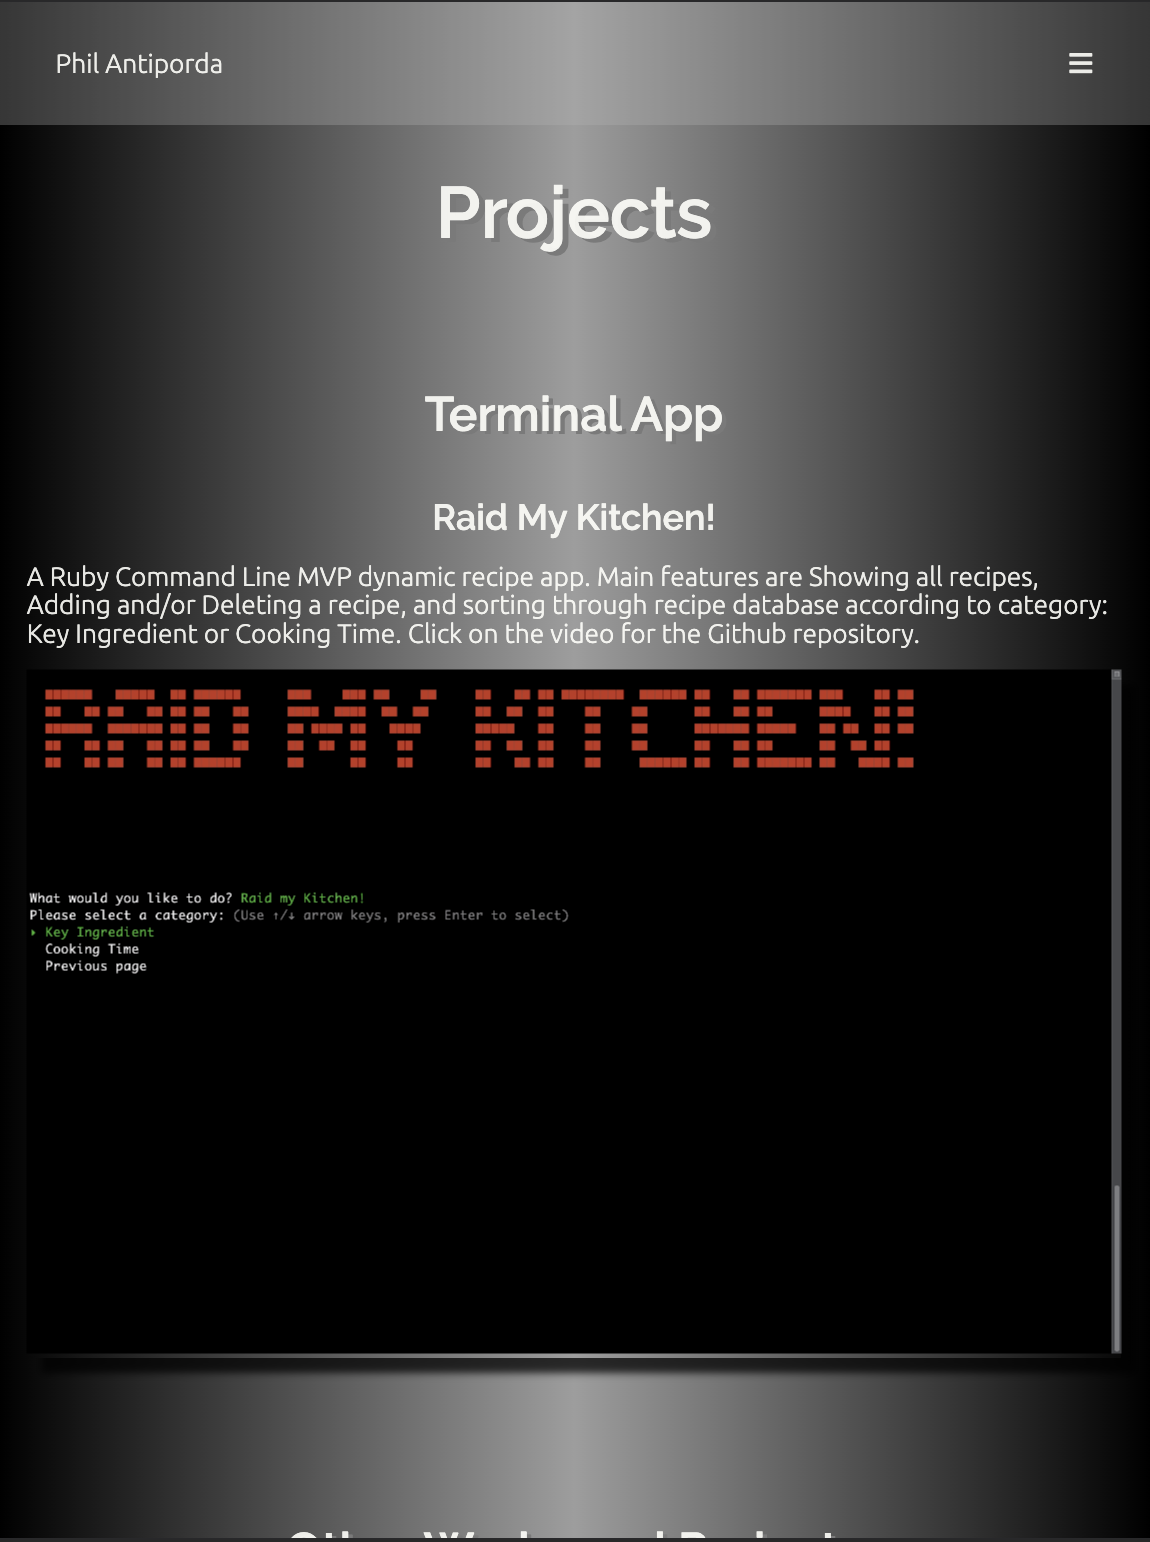 Phil Antiporda
Projects
Terminal App
Raid My Kitchen!
A Ruby Command Line MVP dynamic recipe app. Main features are Showing all recipes,
Adding and/or Deleting a recipe, and sorting through recipe database according to category:
Key Ingredient or Cooking Time. Click on the video for the Github repository.
RAID MY KITCHEN!
What would you like to do? Raid my Kitchen!
Please select a category: (Use ↑/↓ arrow keys, press Enter to select)
‣ Key Ingredient
Cooking Time
Previous page